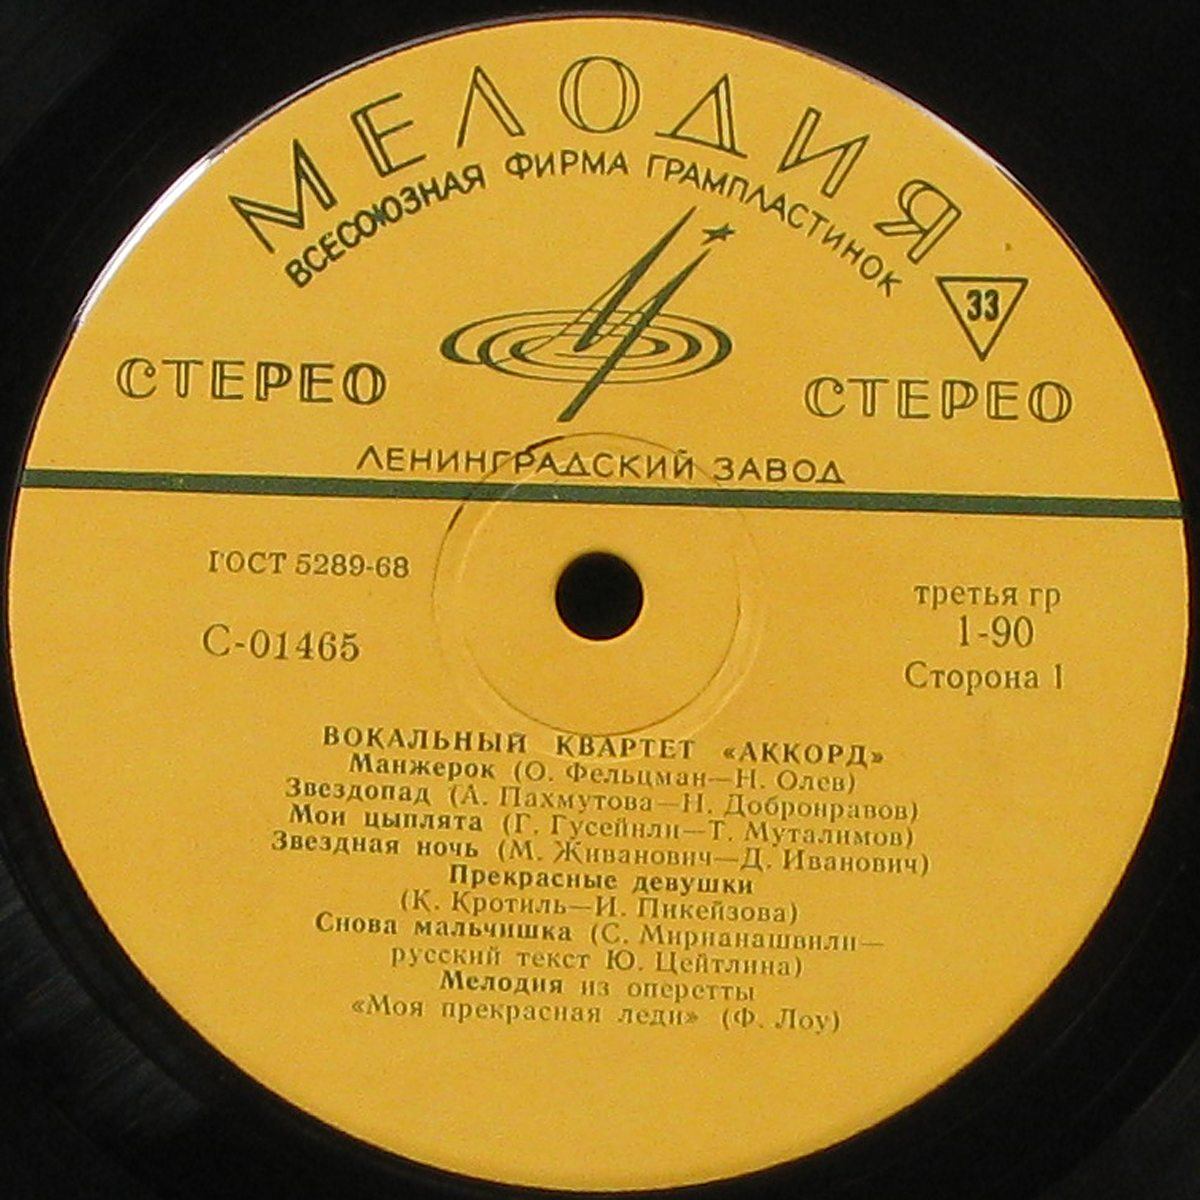 МЕЛОДИЯ
ВСЕСОЮЗНАЯ ФИРМА ГРАМПЛАСТИНОК
33
СТЕРЕО
СТЕРЕО
ЛЕНИНГРАДСКИЙ ЗАВОД
ГОСТ 5289-68
третья гр
С-01465
1-90
Сторона 1
ВОКАЛЬНЫЙ КВАРТЕТ «АККОРД»
Манжерок (О. Фельцман—Н. Олев)
Звездопад (А. Пахмутова—Н. Добронравов)
Мои цыплята (Г. Гусейнли—Т. Муталимов)
Звездная ночь (М. Живанович—Д. Иванович)
Прекрасные девушки
(К. Кротиль—И. Пикейзова)
Снова мальчишка (С. Мирианашвили—
русский текст Ю. Цейтлина)
Мелодия из оперетты
«Моя прекрасная леди» (Ф. Лоу)